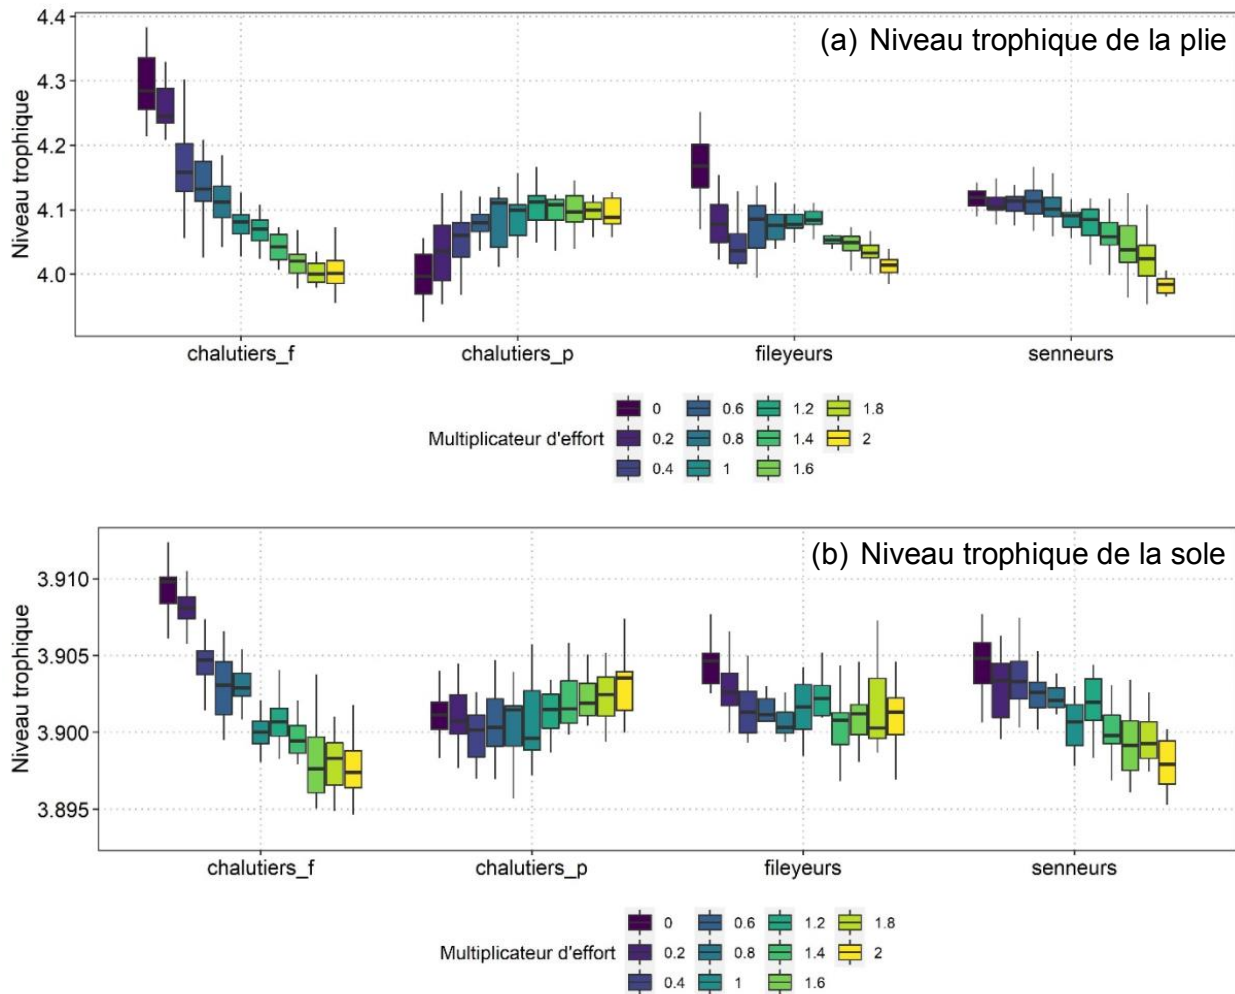 (a) Niveau trophique de la plie
Niveau trophique
4.4
4.3
4.2
4.1
4.0
chalutiers_f chalutiers_p fileyeurs senneurs
Multiplicateur d'effort
0 0.6 1.2 1.8
0.2 0.8 1.4 2
0.4 1 1.6
(b) Niveau trophique de la sole
Niveau trophique
3.910
3.905
3.900
3.895
chalutiers_f chalutiers_p fileyeurs senneurs
Multiplicateur d'effort
0 0.6 1.2 1.8
0.2 0.8 1.4 2
0.4 1 1.6